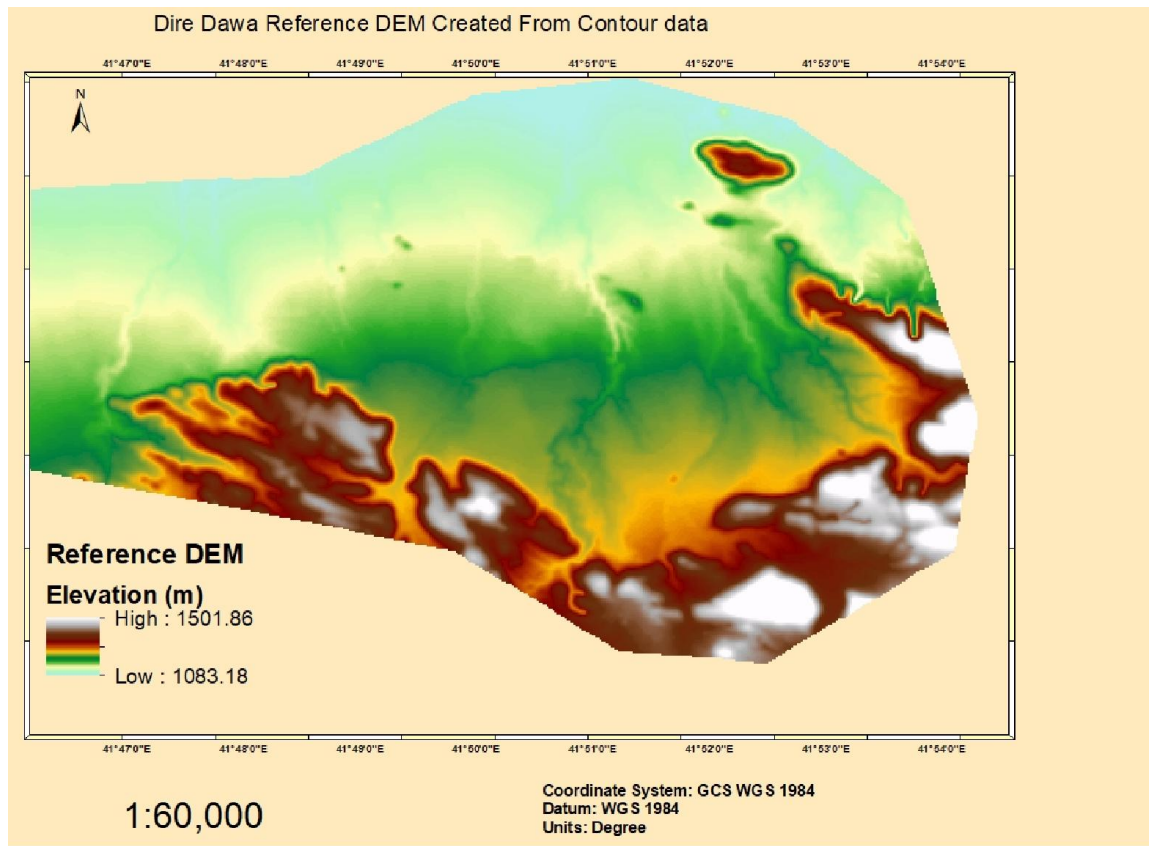 Dire Dawa Reference DEM Created From Contour data
41°47'0"E 41°48'0"E 41°49'0"E 41°50'0"E 41°51'0"E 41°52'0"E 41°53'0"E 41°54'0"E
N
Reference DEM
Elevation (m)
High : 1501.86
Low : 1083.18
41°47'0"E 41°48'0"E 41°49'0"E 41°50'0"E 41°51'0"E 41°52'0"E 41°53'0"E 41°54'0"E
1:60,000
Coordinate System: GCS WGS 1984
Datum: WGS 1984
Units: Degree